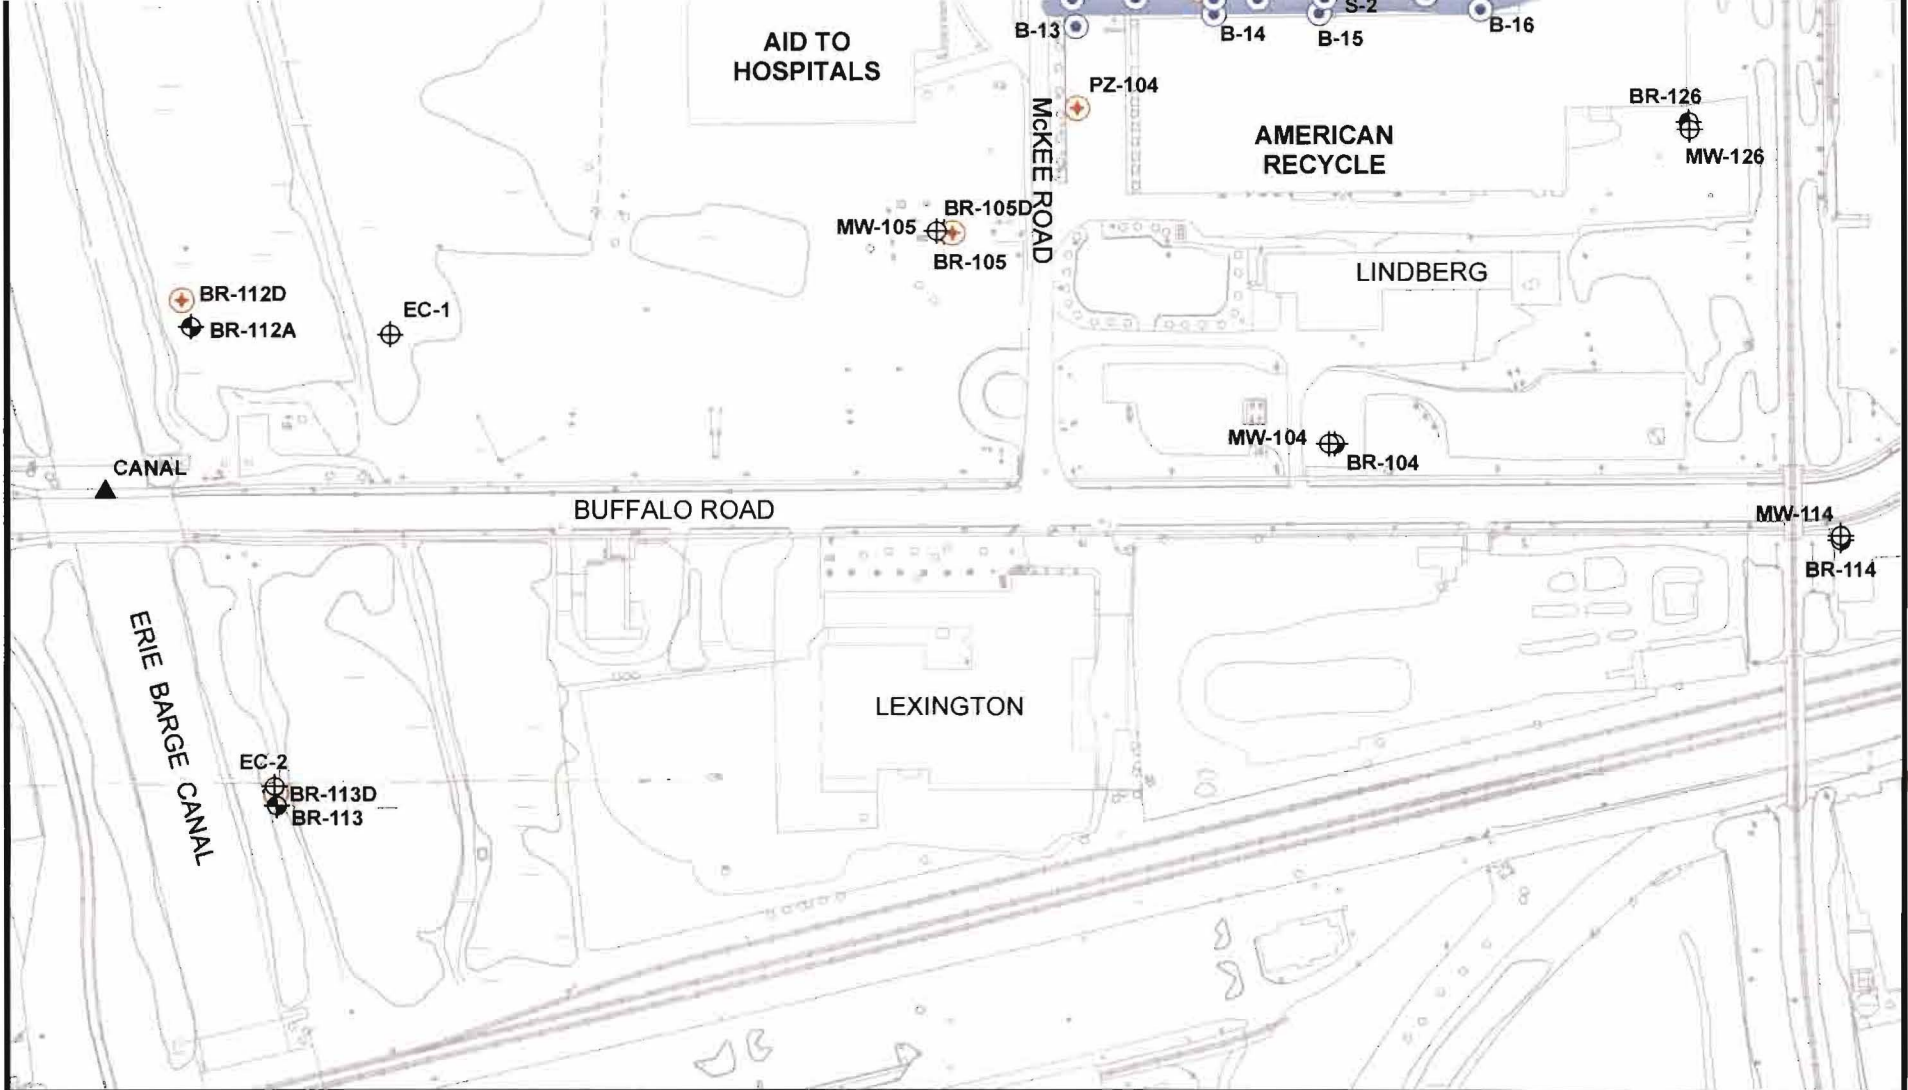 S-2
B-13
B-14
B-15
B-16
AID TO
HOSPITALS
PZ-104
McKEE ROAD
BR-126
AMERICAN
RECYCLE
MW-126
BR-105D
MW-105
BR-105
LINDBERG
BR-112D
EC-1
BR-112A
MW-104
BR-104
CANAL
BUFFALO ROAD
MW-114
BR-114
ERIE BARGE CANAL
LEXINGTON
EC-2
BR-113D
BR-113